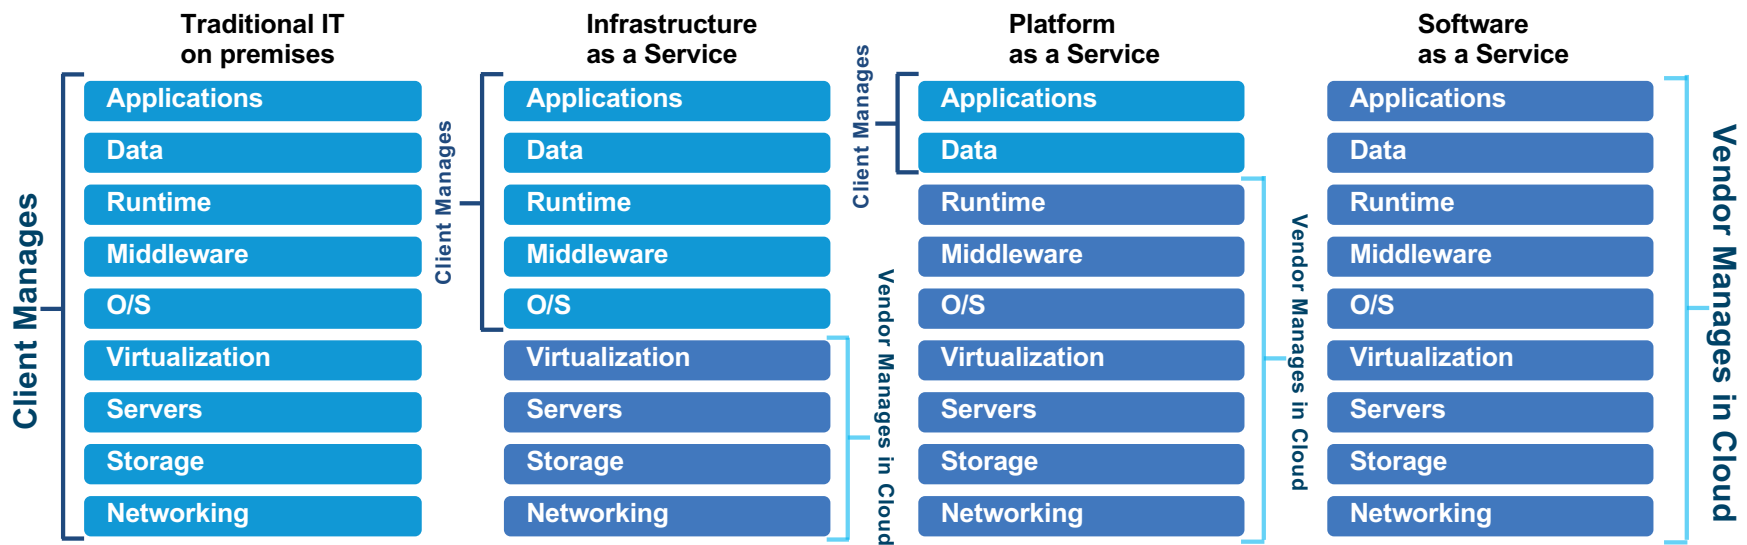 Traditional IT
on premises
Client Manages
Applications
Data
Runtime
Middleware
O/S
Virtualization
Servers
Storage
Networking
Infrastructure
as a Service
Client Manages
Applications
Data
Runtime
Middleware
O/S
Virtualization
Servers
Storage
Networking
Vendor Manages in Cloud
Platform
as a Service
Client Manages
Applications
Data
Runtime
Middleware
O/S
Virtualization
Servers
Storage
Networking
Vendor Manages in Cloud
Software
as a Service
Applications
Data
Runtime
Middleware
O/S
Virtualization
Servers
Storage
Networking
Vendor Manages in Cloud